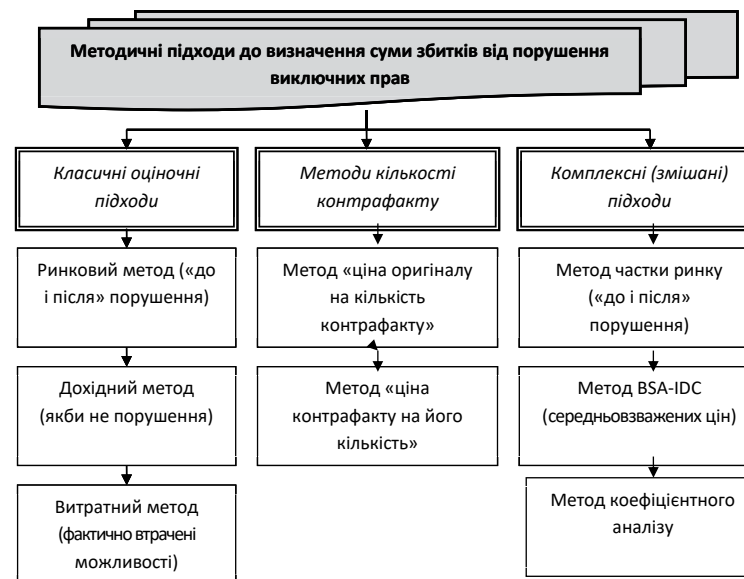 Методичні підходи до визначення суми збитків від порушення
виключних прав
Класичні оціночні
підходи
Методи кількості
контрафакту
Комплексні (змішані)
підходи
Ринковий метод («до
і після» порушення)
Метод «ціна оригіналу
на кількість
контрафакту»
Метод частки ринку
(«до і після»
порушення)
Дохідний метод
(якби не порушення)
Метод «ціна
контрафакту на його
кількість»
Метод BSA-IDC
(середньовзважених цін)
Витратний метод
(фактично втрачені
можливості)
Метод коефіцієнтного
аналізу